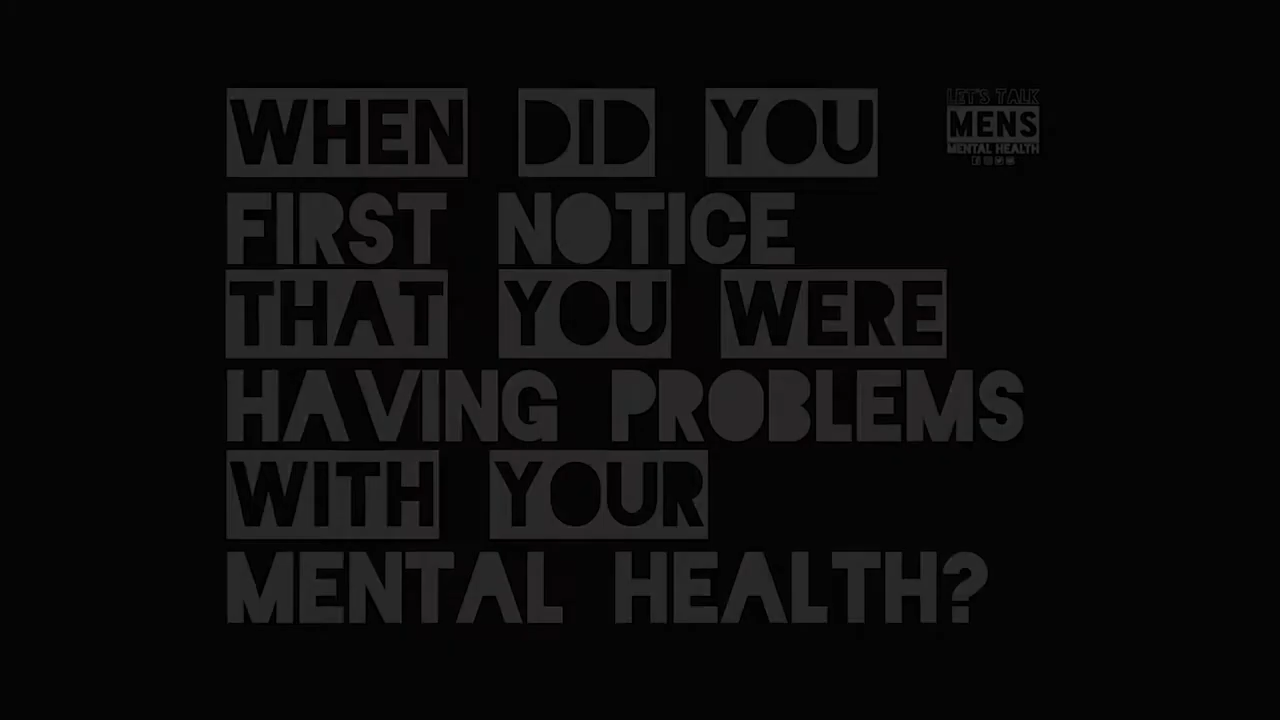 WHEN DID YOU
FIRST NOTICE
THAT YOU WERE
HAVING PROBLEMS
WITH YOUR
MENTAL HEALTH?
LET'S TALK
MENS
MENTAL HEALTH